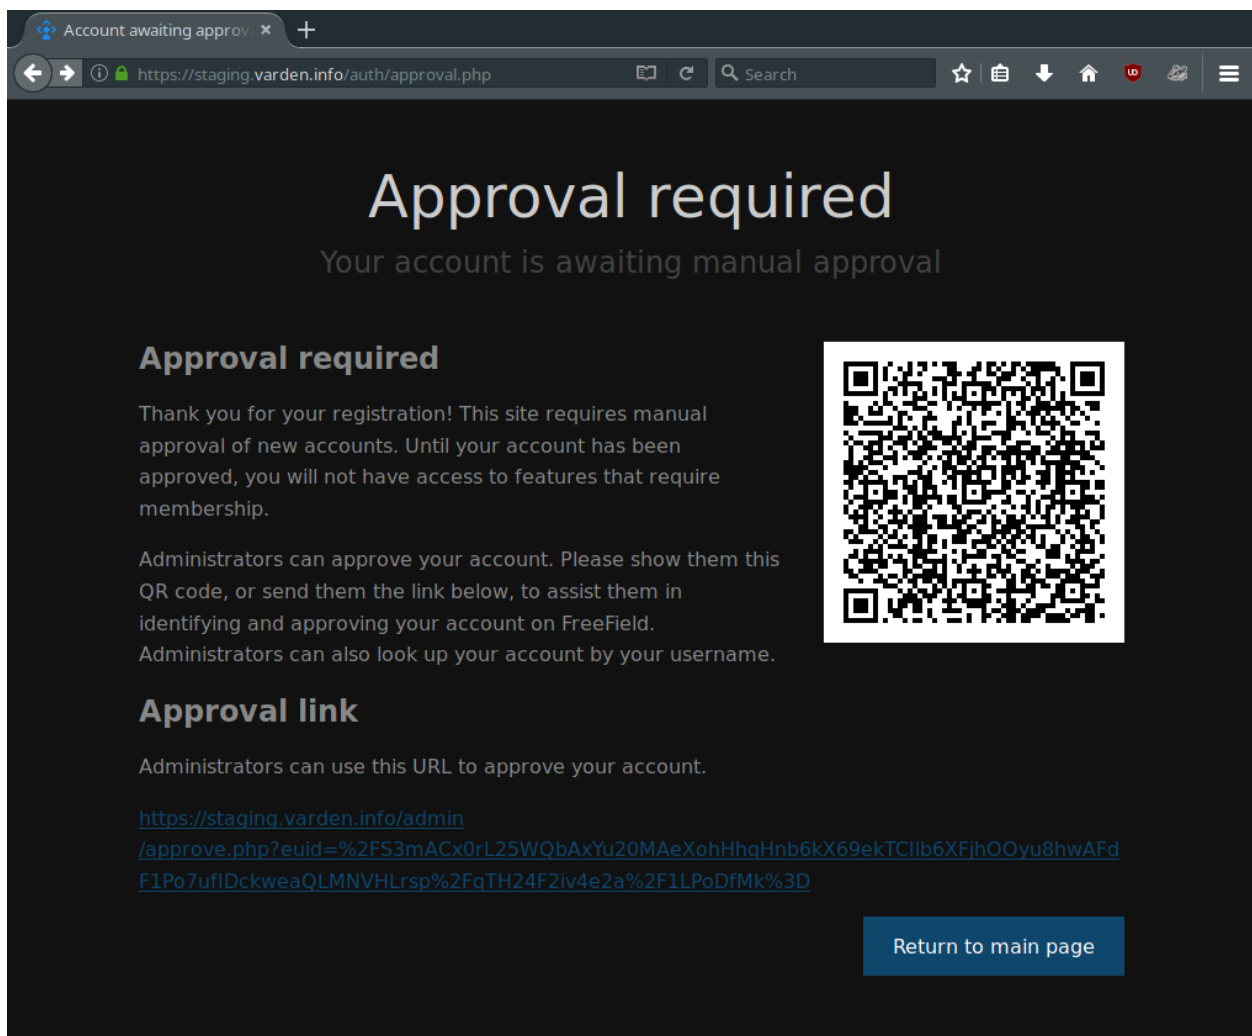 Account awaiting approv
https://staging.varden.info/auth/approval.php
Search
Approval required
Your account is awaiting manual approval
Approval required
Thank you for your registration! This site requires manual
approval of new accounts. Until your account has been
approved, you will not have access to features that require
membership.
Administrators can approve your account. Please show them this
QR code, or send them the link below, to assist them in
identifying and approving your account on FreeField.
Administrators can also look up your account by your username.
Approval link
Administrators can use this URL to approve your account.
https://staging.varden.info/admin
/approve.php?euid=%2FS3mACx0rL25WQbAxYu20MAeXohHhqHnb6kX69ekTCIlb6XFjhOOyu8hwAFd
F1Po7ufIDckweaQLMNVHLrsp%2FqTH24F2iv4e2a%2F1LPoDfMk%3D
Return to main page